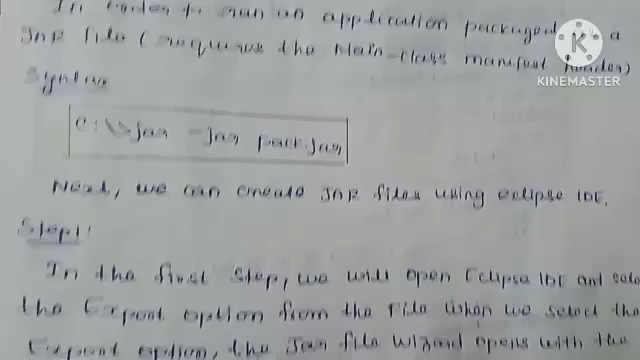 In order to run an application packaged a
JAR file (requires the Main-class manifest header)
Syntax
C:\>jar -jar pack.jar
Next, we can create JAR files using eclipse IDE.
Step1:
In the first step, we will open Eclipse IDE and sele
the Export option from the File when we select the
Export option, the Jar file wizard opens with the
K
KINEMASTER